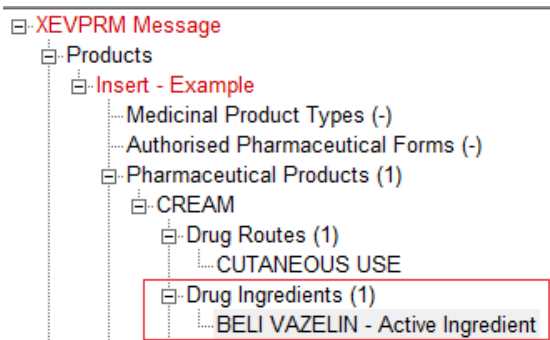 XEVPRM Message
Products
Insert - Example
Medicinal Product Types (-)
Authorised Pharmaceutical Forms (-)
Pharmaceutical Products (1)
CREAM
Drug Routes (1)
CUTANEOUS USE
Drug Ingredients (1)
BELI VAZELIN - Active Ingredient